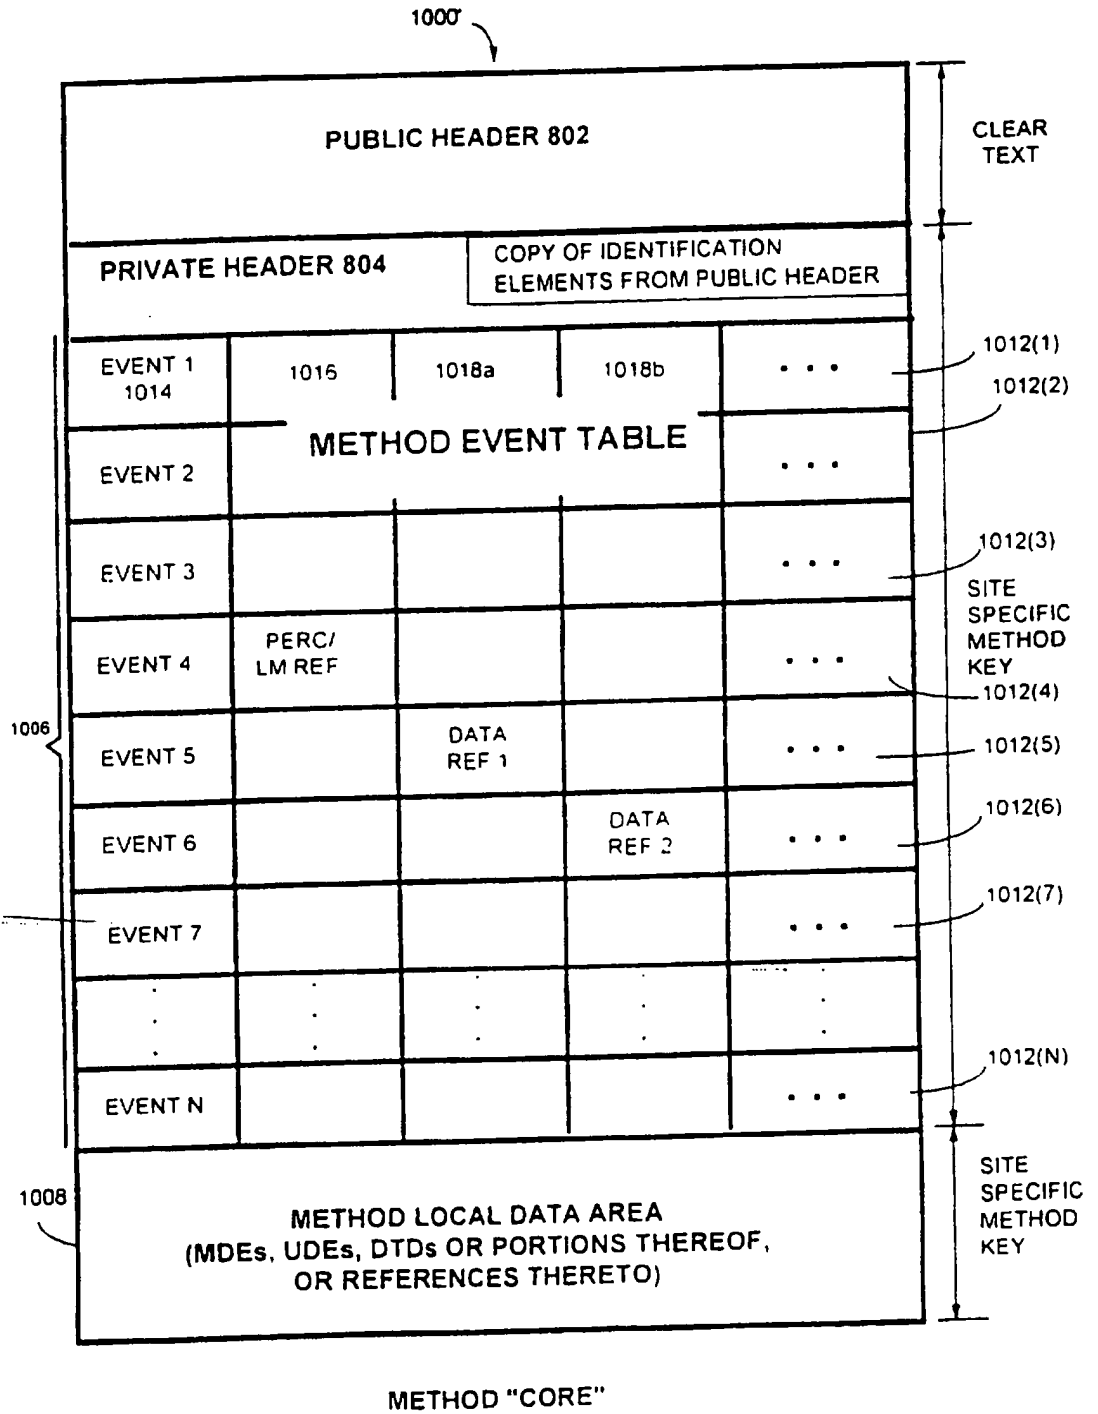 1000
PUBLIC HEADER 802
CLEAR
TEXT
PRIVATE HEADER 804
COPY OF IDENTIFICATION
ELEMENTS FROM PUBLIC HEADER
EVENT 1
1014
1016
1018a
1018b
. . .
1012(1)
1012(2)
METHOD EVENT TABLE
EVENT 2
. . .
EVENT 3
. . .
1012(3)
SITE
SPECIFIC
METHOD
KEY
EVENT 4
PERC/
LM REF
. . .
1012(4)
1006
EVENT 5
DATA
REF 1
. . .
1012(5)
EVENT 6
DATA
REF 2
. . .
1012(6)
EVENT 7
. . .
1012(7)
EVENT N
. . .
1012(N)
1008
METHOD LOCAL DATA AREA
(MDEs, UDEs, DTDs OR PORTIONS THEREOF,
OR REFERENCES THERETO)
SITE
SPECIFIC
METHOD
KEY
METHOD "CORE"